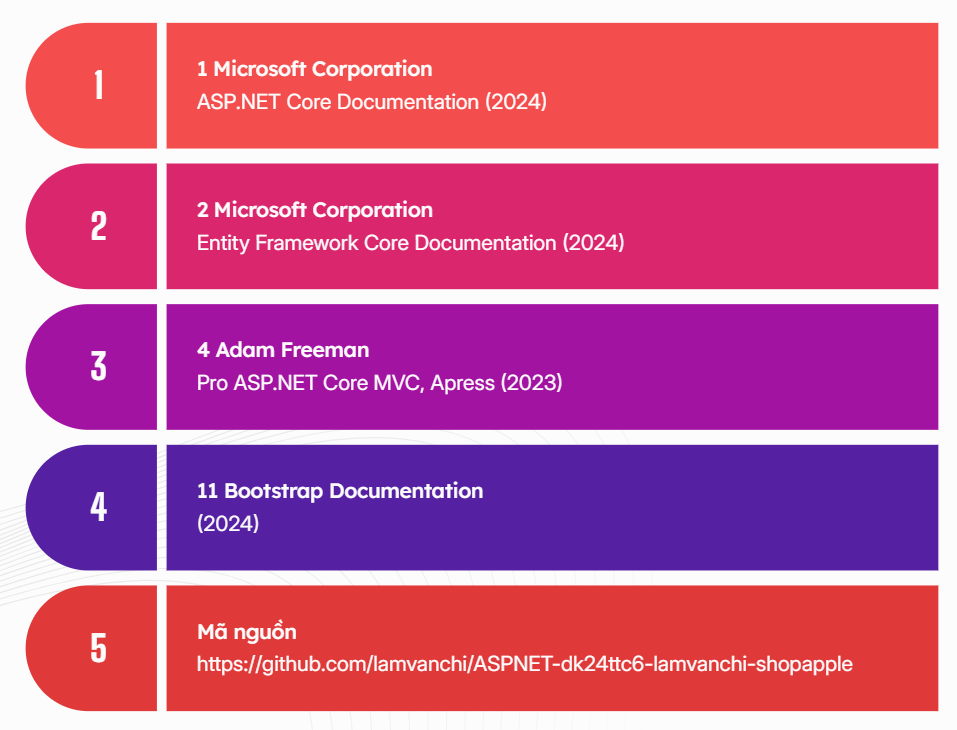 1
1 Microsoft Corporation
ASP.NET Core Documentation (2024)
2
2 Microsoft Corporation
Entity Framework Core Documentation (2024)
3
4 Adam Freeman
Pro ASP.NET Core MVC, Apress (2023)
4
11 Bootstrap Documentation
(2024)
5
Mã nguồn
https://github.com/lamvanchi/ASPNET-dk24ttc6-lamvanchi-shopapple